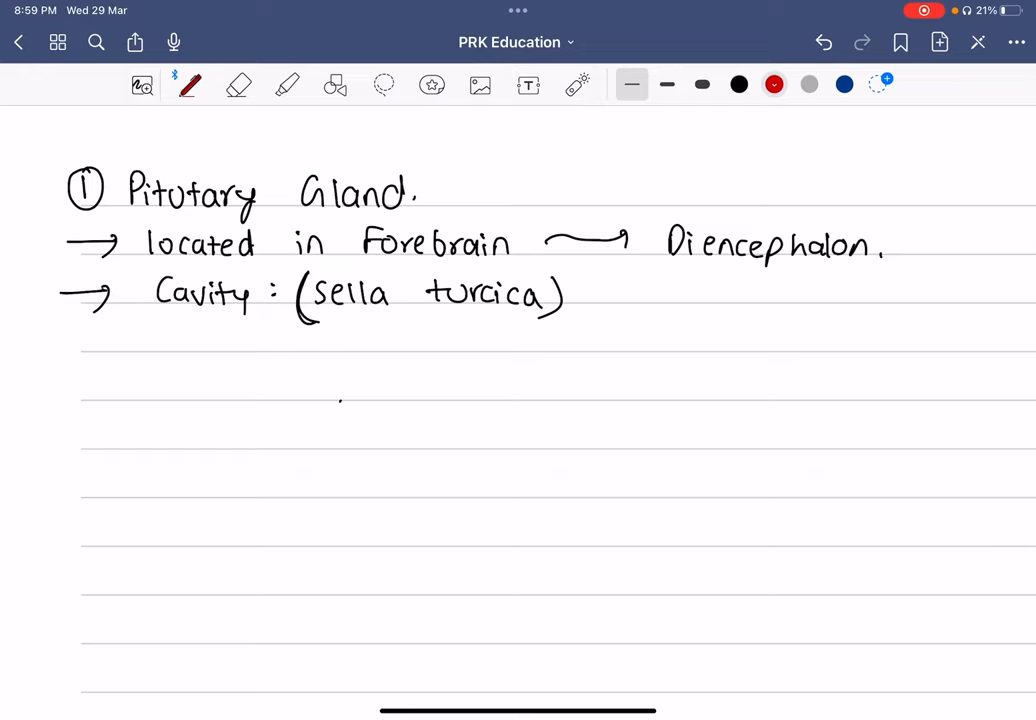 8:59 PM Wed 29 Mar
21%
PRK Education
T
① Pitutary Gland.
→ located in Forebrain → Diencephalon.
→ Cavity : (sella turcica)